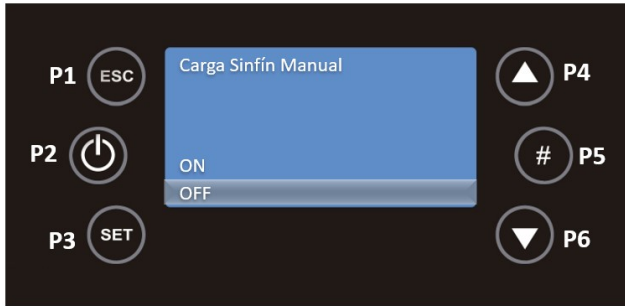 P1 ESC
Carga Sinfín Manual
P4
P2
ON
# P5
OFF
P3 SET
P6